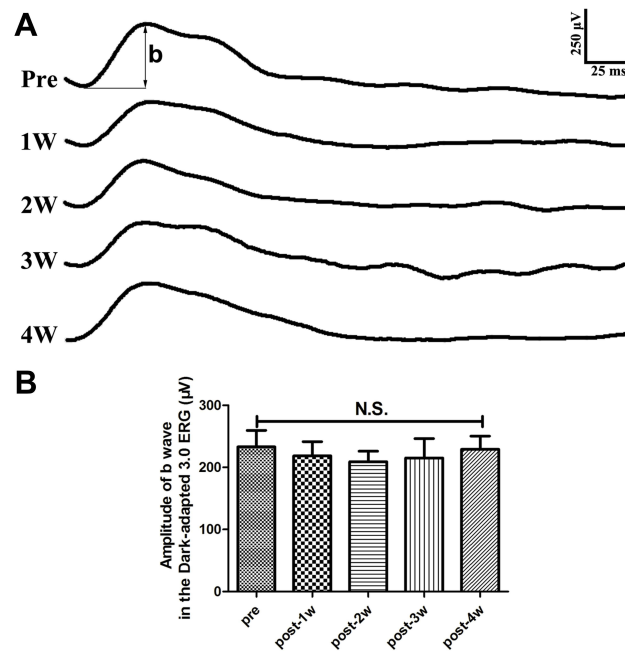 A
Pre
b
250 μV
25 ms
1W
2W
3W
4W
B
Amplitude of b wave
in the Dark-adapted 3.0 ERG (μV)
300
200
100
0
N.S.
pre
post-1w
post-2w
post-3w
post-4w